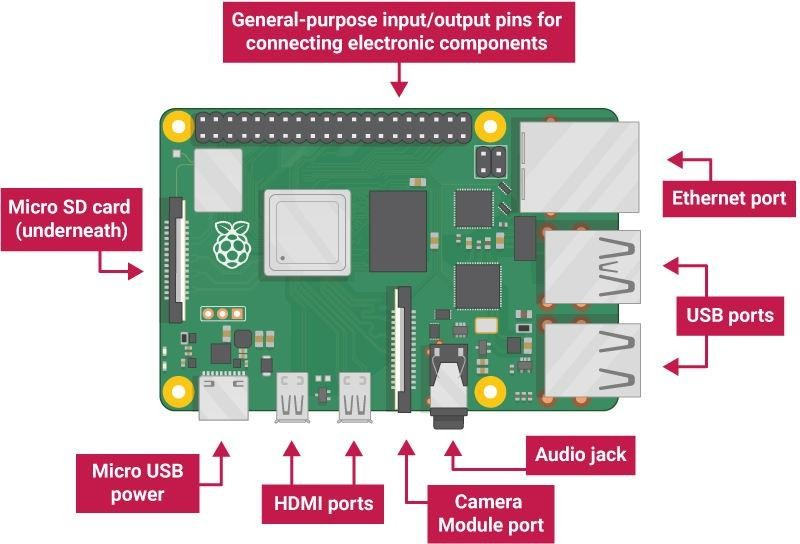 General-purpose input/output pins for
connecting electronic components
Ethernet port
Micro SD card
(underneath)
USB ports
Audio jack
Micro USB
power
HDMI ports
Camera
Module port